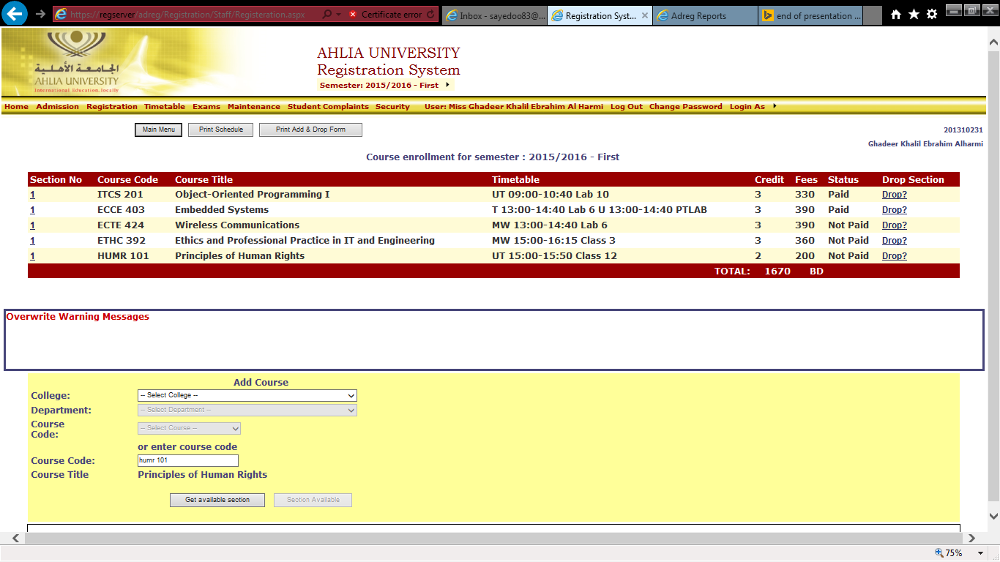 https://regserver/adreg/Registration/Staff/Registeration.aspx Certificate error Inbox - sayedoo83@... Registration Syst... Adreg Reports end of presentation ...
الجامعة الأهلية
AHLIA UNIVERSITY
International Education, locally
AHLIA UNIVERSITY
Registration System
Semester: 2015/2016 - First
Home Admission Registration Timetable Exams Maintenance Student Complaints Security User: Miss Ghadeer Khalil Ebrahim Al Harmi Log Out Change Password Login As
Main Menu Print Schedule Print Add & Drop Form
201310231
Ghadeer Khalil Ebrahim Alharmi
Course enrollment for semester : 2015/2016 - First
Section No Course Code Course Title Timetable Credit Fees Status Drop Section
1 ITCS 201 Object-Oriented Programming I UT 09:00-10:40 Lab 10 3 330 Paid Drop?
1 ECCE 403 Embedded Systems T 13:00-14:40 Lab 6 U 13:00-14:40 PTLAB 3 390 Paid Drop?
1 ECTE 424 Wireless Communications MW 13:00-14:40 Lab 6 3 390 Not Paid Drop?
1 ETHC 392 Ethics and Professional Practice in IT and Engineering MW 15:00-16:15 Class 3 3 360 Not Paid Drop?
1 HUMR 101 Principles of Human Rights UT 15:00-15:50 Class 12 2 200 Not Paid Drop?
TOTAL: 1670 BD
Overwrite Warning Messages
Add Course
College: -- Select College --
Department: -- Select Department --
Course Code: -- Select Course --
or enter course code
Course Code: humr 101
Course Title Principles of Human Rights
Get available section Section Available
75%